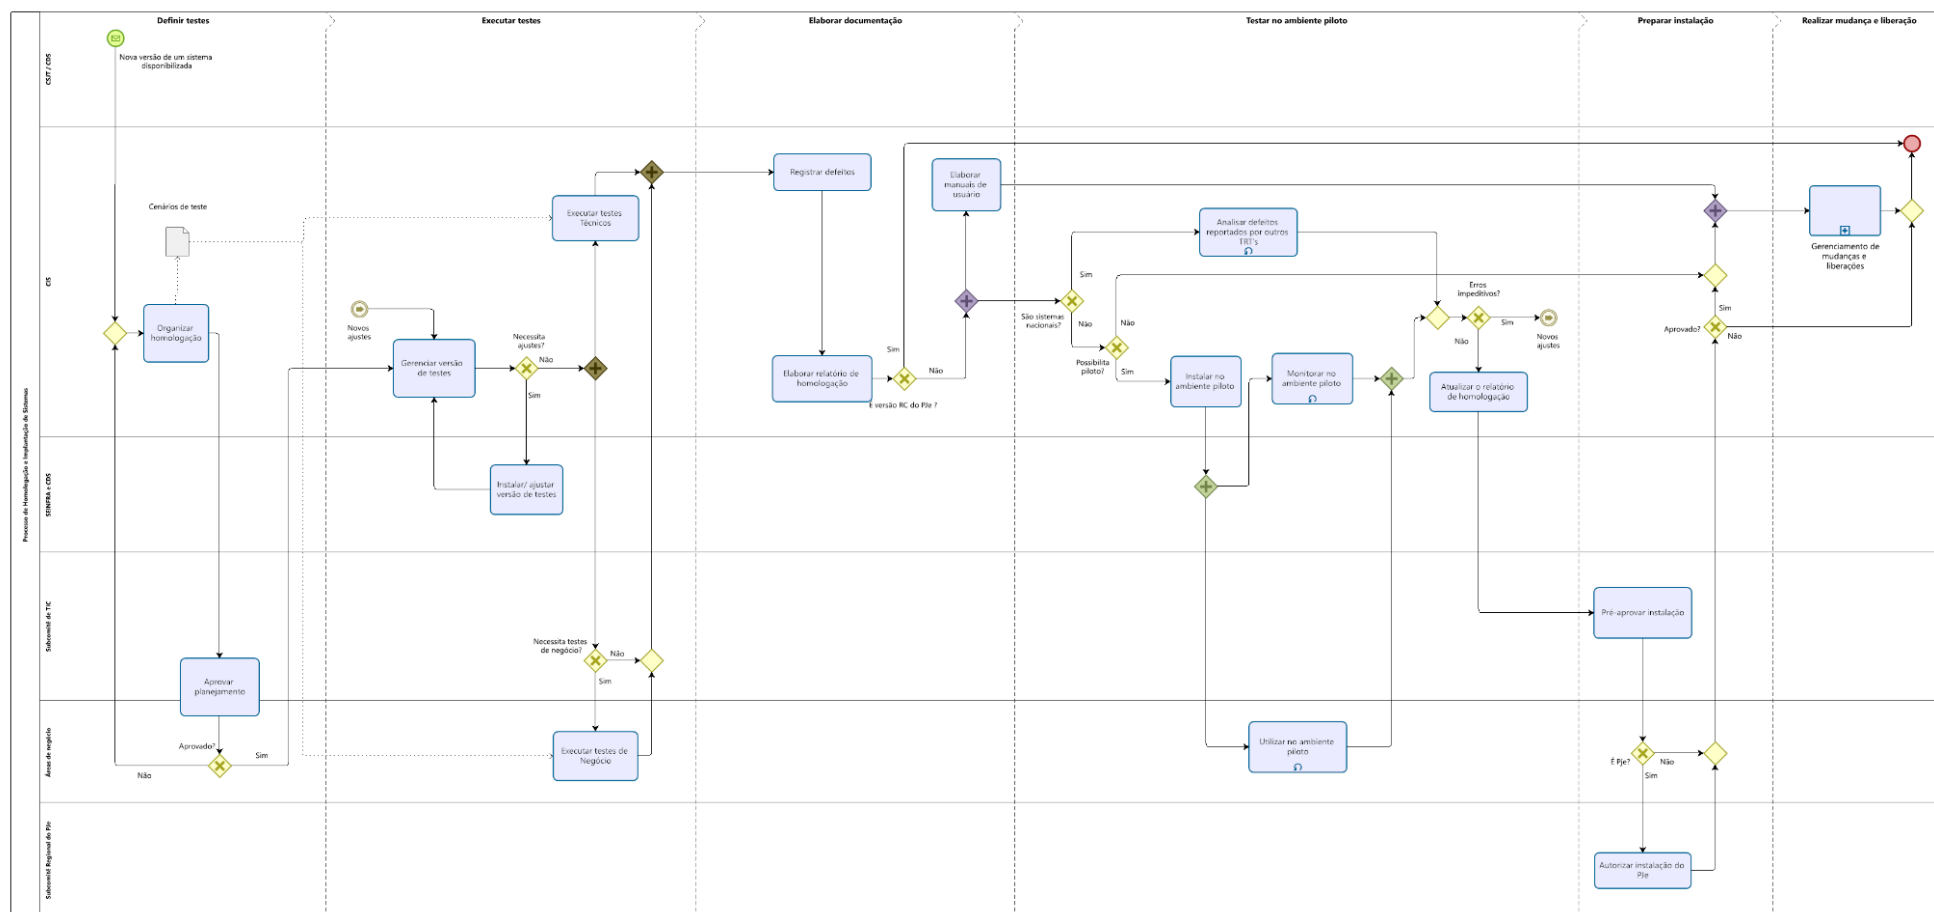 Definir testes
Executar testes
Elaborar documentação
Testar no ambiente piloto
Preparar instalação
Realizar mudança e liberação
Processo de Homologação e Implantação de Sistemas
CSJT / CDS
Nova versão de um sistema
disponibilizada
CIS
Cenários de teste
Organizar
homologação
Novos
ajustes
Gerenciar versão
de testes
Necessita
ajustes?
Não
Sim
Executar testes
Técnicos
Registrar defeitos
Elaborar relatório de
homologação
Sim
Não
É versão RC do PJe ?
Elaborar
manuais de
usuário
São sistemas
nacionais?
Sim
Não
Possibilita
piloto?
Não
Sim
Analisar defeitos
reportados por outros
TRT's
Instalar no
ambiente piloto
Monitorar no
ambiente piloto
Erros
impeditivos?
Sim
Não
Novos
ajustes
Atualizar o relatório
de homologação
Aprovado?
Sim
Não
Gerenciamento de
mudanças e
liberações
SEINFRA e CDS
Instalar/ ajustar
versão de testes
Subcomitê de TIC
Aprovar
planejamento
Necessita testes
de negócio?
Não
Sim
Pré-aprovar instalação
Áreas de negócio
Aprovado?
Sim
Não
Executar testes de
Negócio
Utilizar no ambiente
piloto
É Pje?
Não
Sim
Subcomitê Regional do PJe
Autorizar instalação do
PJe